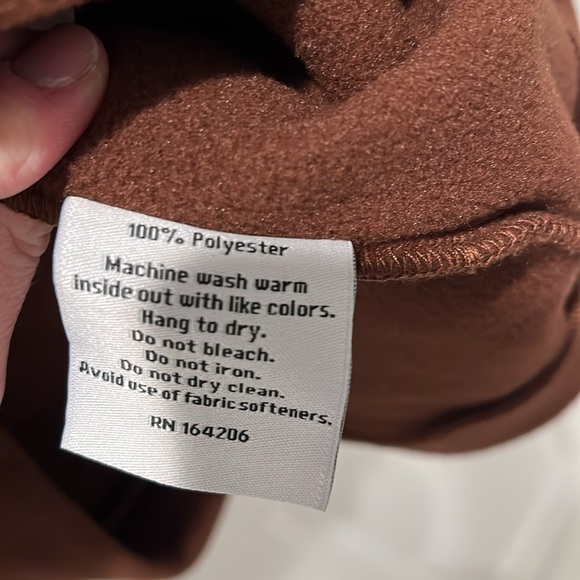 100% Polyester
Machine wash warm
inside out with like colors.
Hang to dry.
Do not bleach.
Do not iron.
Do not dry clean.
Avoid use of fabric softeners.
RN 164206